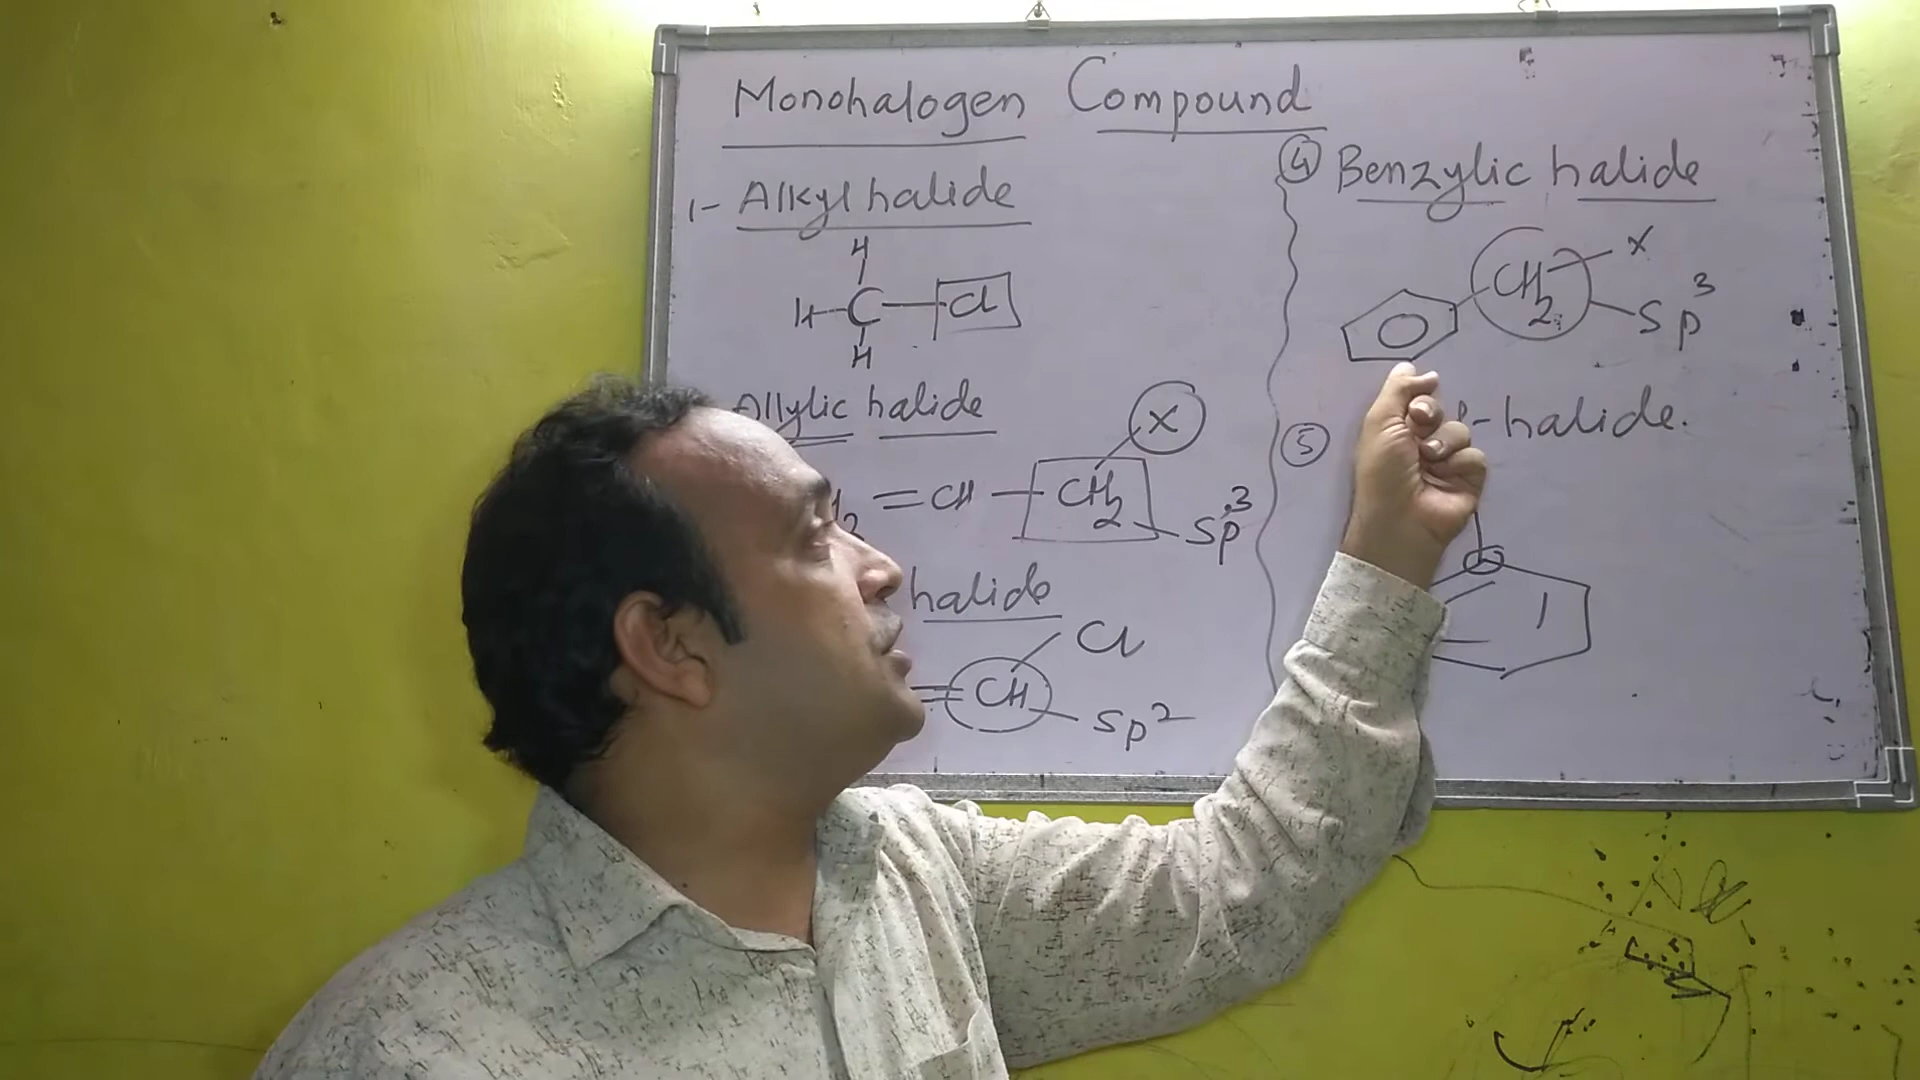 Monohalogen Compound
1- Alkyl halide
H
H-C-Cl
H
Allylic halide
X
=CH-CH2
Sp3
halide
Cl
=CH
Sp2
④ Benzylic halide
CH2 X
Sp3
⑤ -halide.